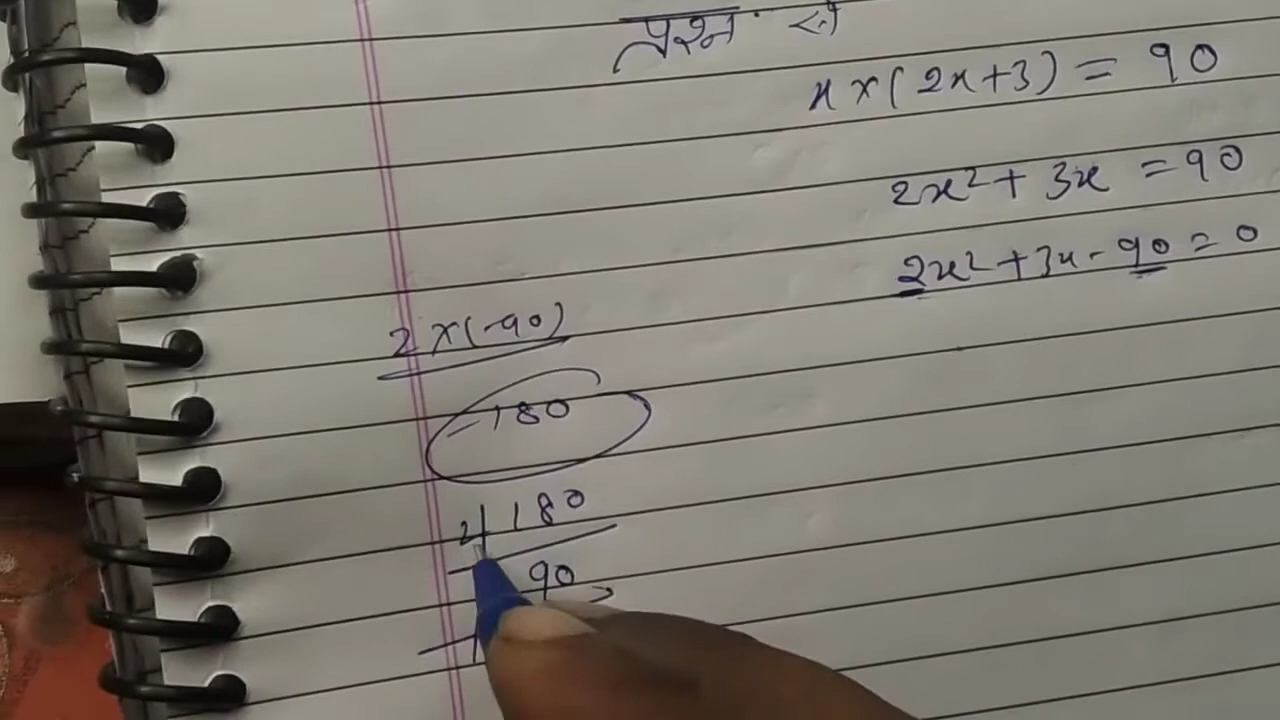 प्रश्न से
x × (2x+3) = 90
2x² + 3x = 90
2x² + 3x - 90 = 0
2 × (-90)
-180
2 | 180
90